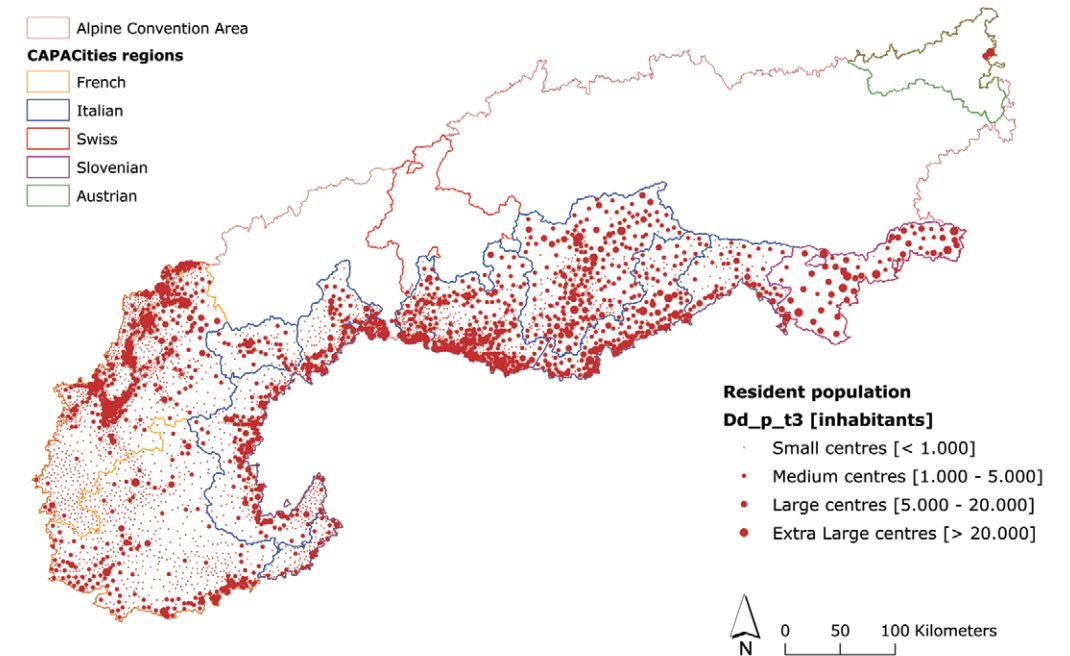 Alpine Convention Area
CAPACities regions
French
Italian
Swiss
Slovenian
Austrian
Resident population
Dd_p_t3 [inhabitants]
Small centres [< 1.000]
Medium centres [1.000 - 5.000]
Large centres [5.000 - 20.000]
Extra Large centres [> 20.000]
N
0 50 100 Kilometers